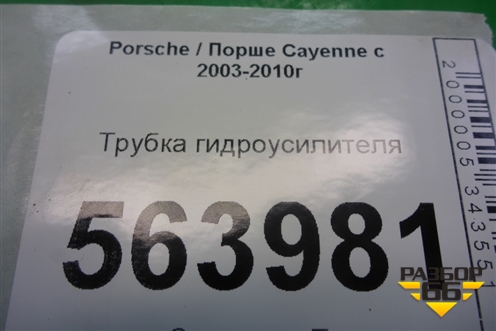 Porsche / Порше Cayenne с
2003-2010г
Трубка гидроусилителя
563981
2000005343551
РАЗБОР
66